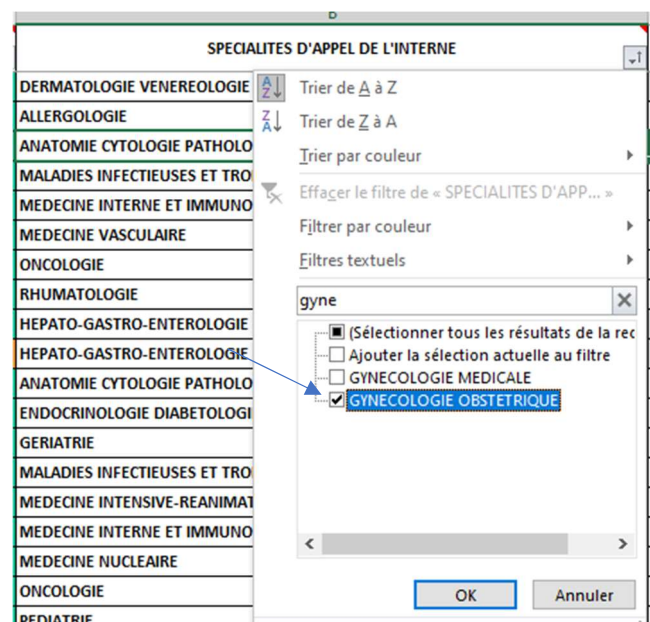 B
SPECIALITES D'APPEL DE L'INTERNE
DERMATOLOGIE VENEREOLOGIE
ALLERGOLOGIE
ANATOMIE CYTOLOGIE PATHOLO
MALADIES INFECTIEUSES ET TRO
MEDECINE INTERNE ET IMMUNO
MEDECINE VASCULAIRE
ONCOLOGIE
RHUMATOLOGIE
HEPATO-GASTRO-ENTEROLOGIE
HEPATO-GASTRO-ENTEROLOGIE
ANATOMIE CYTOLOGIE PATHOLO
ENDOCRINOLOGIE DIABETOLOGI
GERIATRIE
MALADIES INFECTIEUSES ET TRO
MEDECINE INTENSIVE-REANIMAT
MEDECINE INTERNE ET IMMUNO
MEDECINE NUCLEAIRE
ONCOLOGIE
PEDIATRIE
Trier de A à Z
Trier de Z à A
Trier par couleur
Effacer le filtre de « SPECIALITES D'APP... »
Filtrer par couleur
Filtres textuels
gyne
(Sélectionner tous les résultats de la rec
Ajouter la sélection actuelle au filtre
GYNECOLOGIE MEDICALE
GYNECOLOGIE OBSTETRIQUE
OK
Annuler